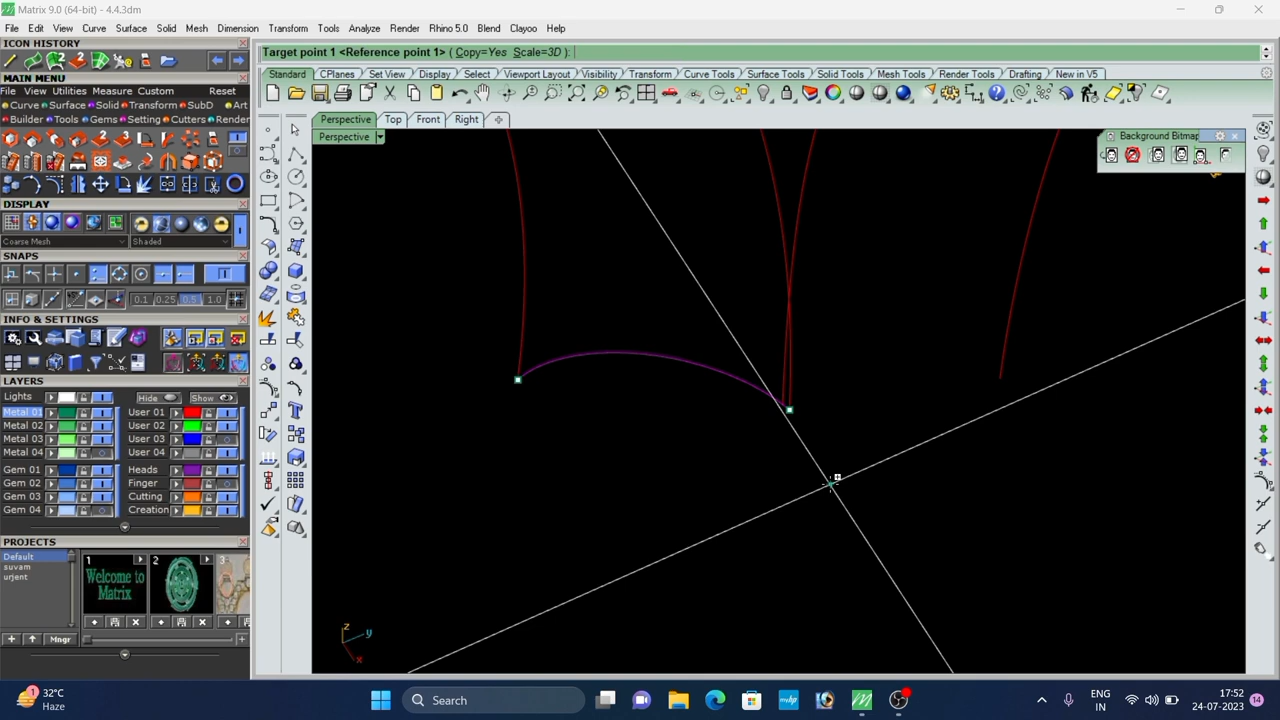 Matrix 9.0 (64-bit) - 4.4.3dm
File Edit View Curve Surface Solid Mesh Dimension Transform Tools Analyze Render Rhino 5.0 Blend Clayoo Help
ICON HISTORY
Target point 1 <Reference point 1> ( Copy=Yes Scale=3D ):
Standard CPlanes Set View Display Select Viewport Layout Visibility Transform Curve Tools Surface Tools Solid Tools Mesh Tools Render Tools Drafting New in V5
MAIN MENU
File View Utilities Measure Custom
Curve Surface Solid Transform SubD Art
Builder Tools Gems Setting Cutters Render
Perspective Top Front Right
Perspective
Background Bitmap
DISPLAY
Coarse Mesh Shaded
SNAPS
0.1 0.25 0.5 1.0
INFO & SETTINGS
LAYERS
Lights Hide Show
Metal 01 User 01
Metal 02 User 02
Metal 03 User 03
Metal 04 User 04
Gem 01 Heads
Gem 02 Finger
Gem 03 Cutting
Gem 04 Creation
PROJECTS
Default
suvam
urjent
1 2 3
Welcome to Matrix
Mngr
z
y
x
1
32°C
Haze
Search
ENG
IN
17:52
24-07-2023
14